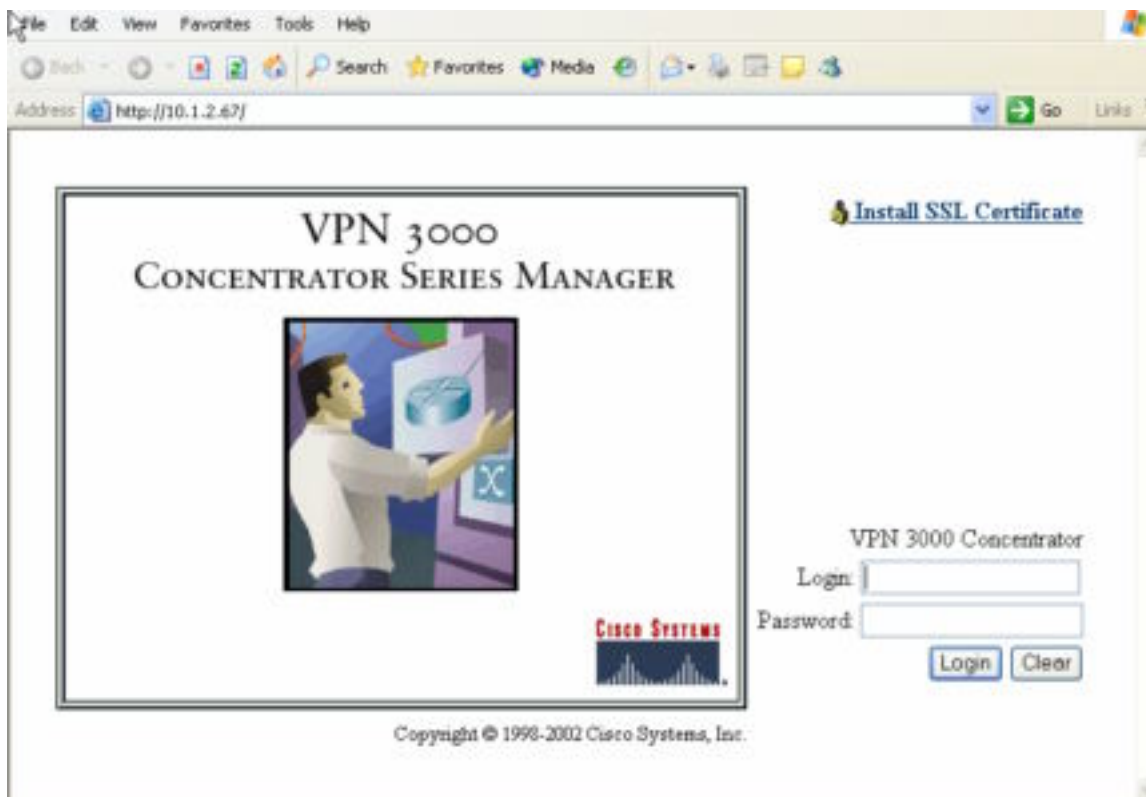 File Edit View Favorites Tools Help
Back Search Favorites Media
Address http://10.1.2.67/ Go Links
Install SSL Certificate
VPN 3000
CONCENTRATOR SERIES MANAGER
CISCO SYSTEMS
VPN 3000 Concentrator
Login:
Password:
Login Clear
Copyright © 1998-2002 Cisco Systems, Inc.